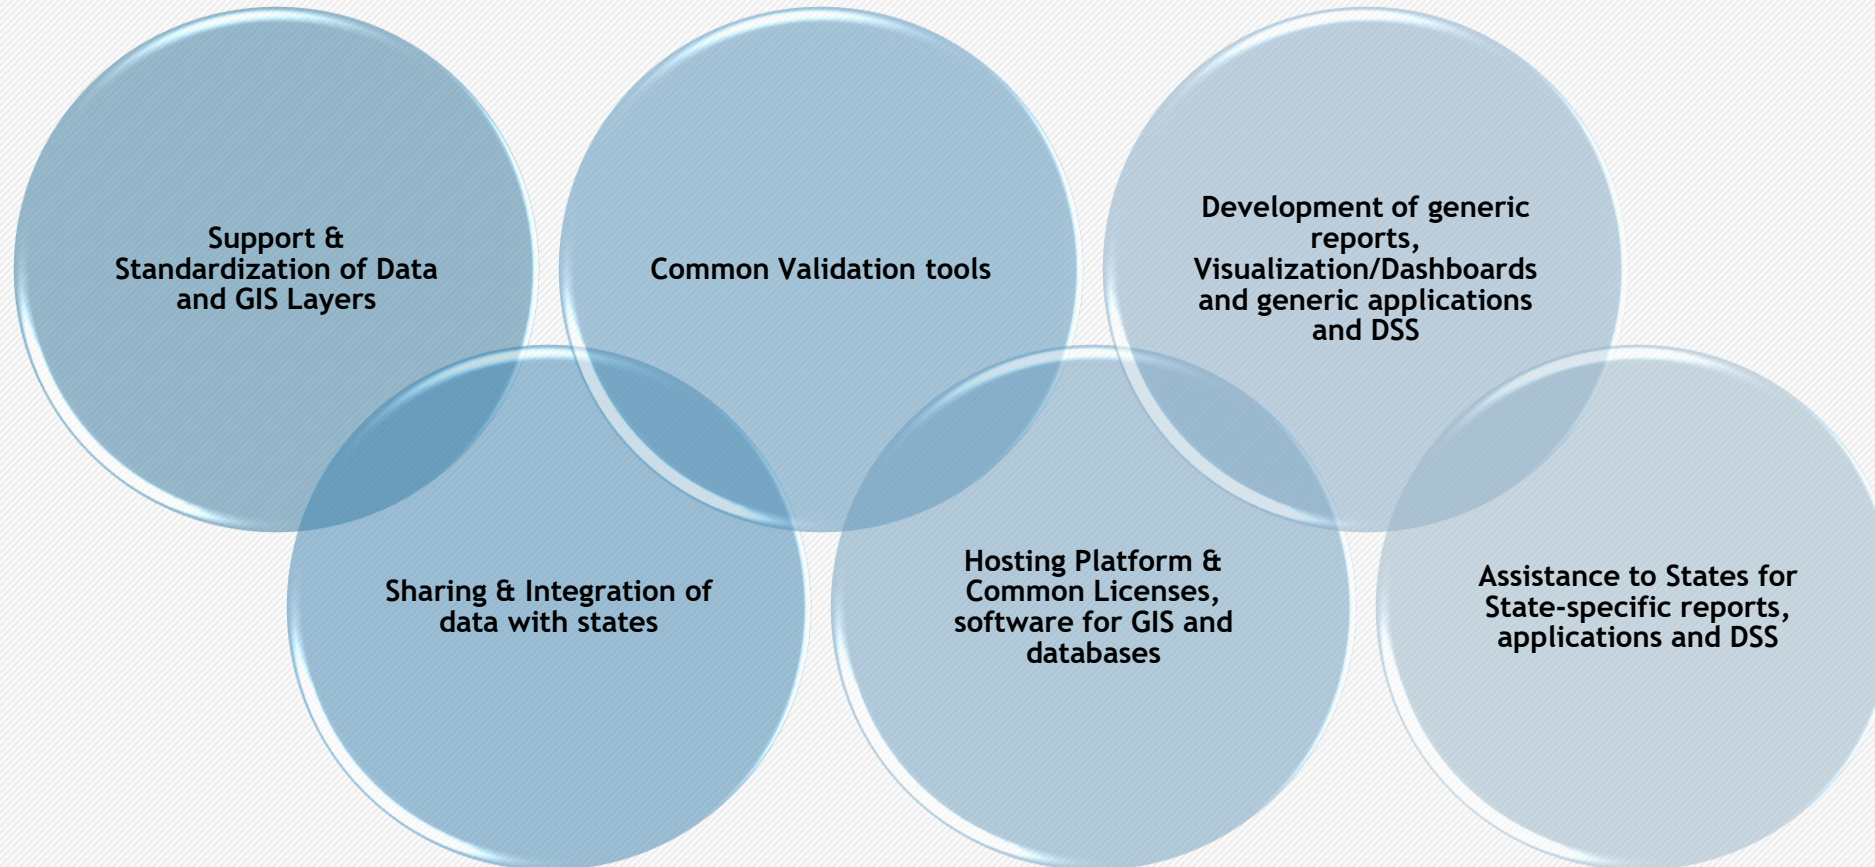 Support &
Standardization of Data
and GIS Layers
Sharing & Integration of
data with states
Common Validation tools
Hosting Platform &
Common Licenses,
software for GIS and
databases
Development of generic
reports,
Visualization/Dashboards
and generic applications
and DSS
Assistance to States for
State-specific reports,
applications and DSS